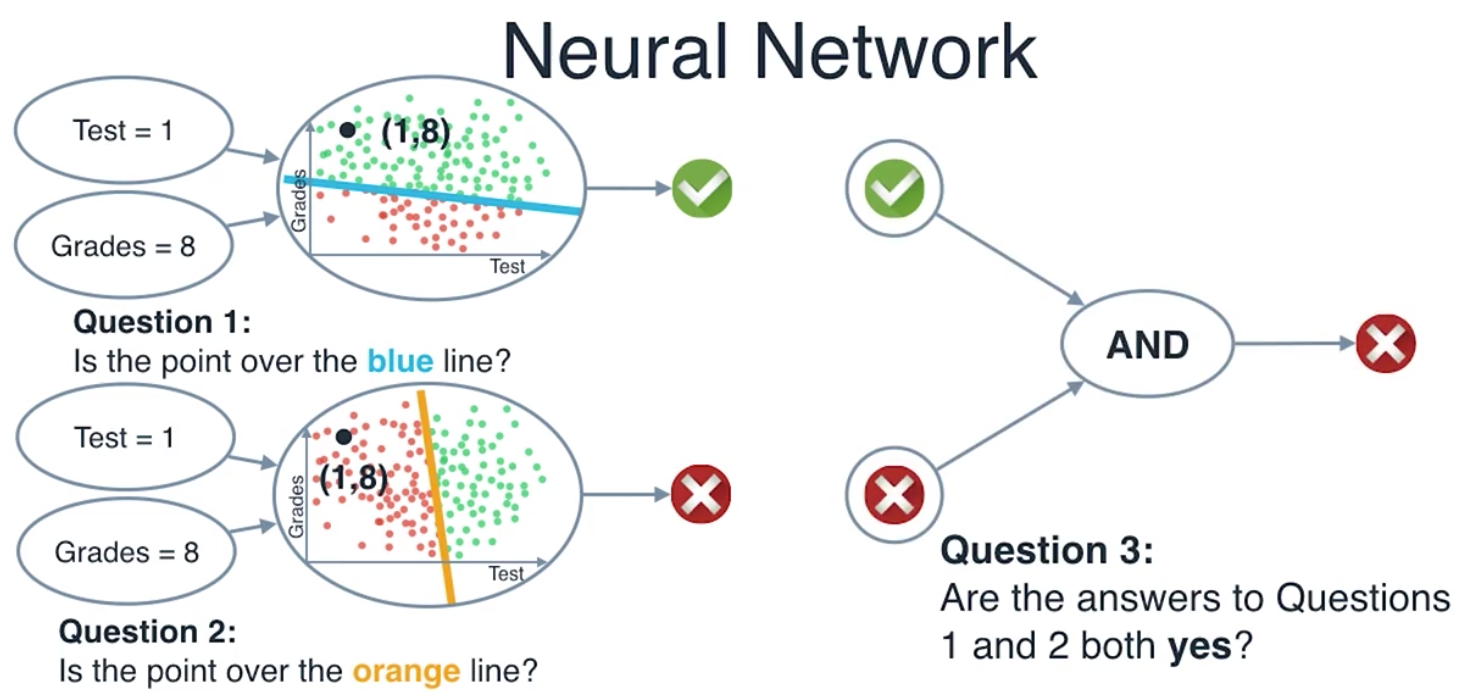 Neural Network
Test = 1
(1,8)
Grades
Grades = 8
Test
Question 1:
Is the point over the blue line?
Test = 1
(1,8)
Grades
Grades = 8
Test
Question 2:
Is the point over the orange line?
AND
Question 3:
Are the answers to Questions
1 and 2 both yes?